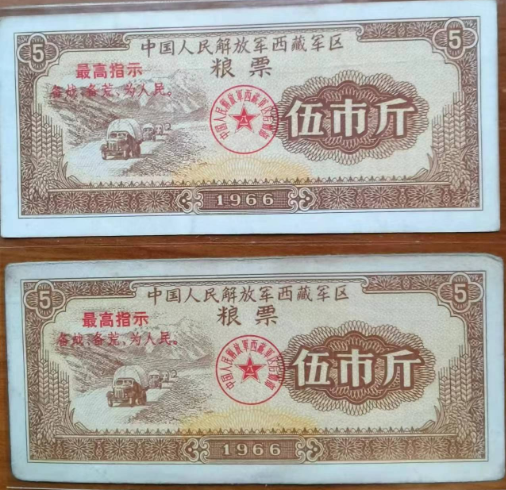 5
5
中国人民解放军西藏军区
粮票
最高指示
备战、备荒、为人民。
伍市斤
1966
5
5
中国人民解放军西藏军区
粮票
最高指示
备战、备荒、为人民。
伍市斤
1966